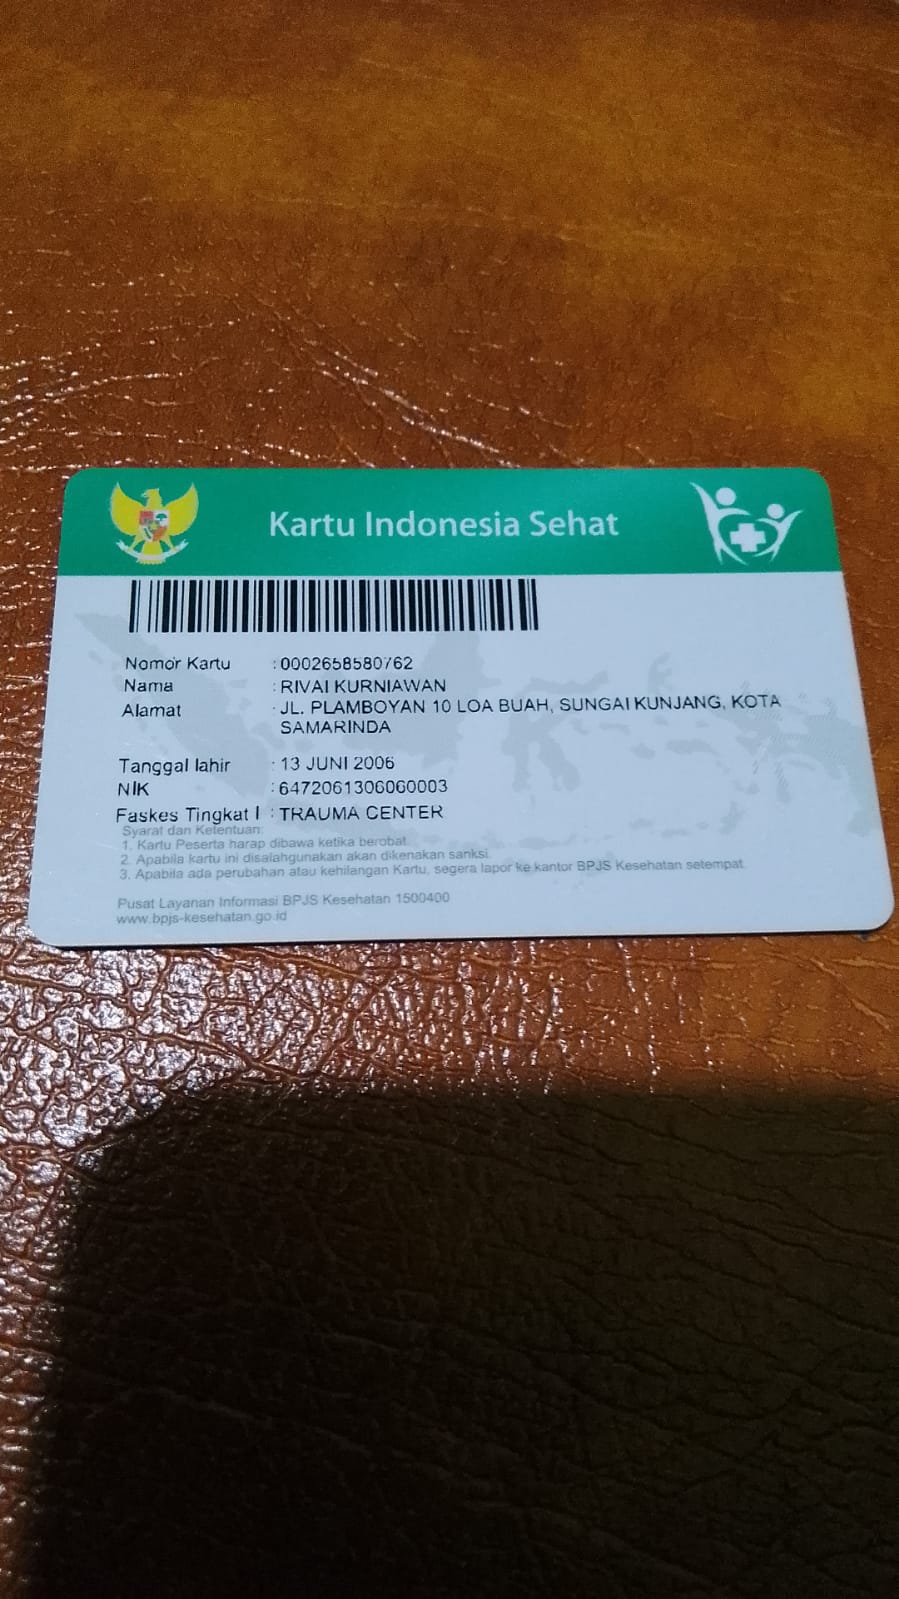 Kartu Indonesia Sehat
Nomor Kartu : 0002658580762
Nama : RIVAI KURNIAWAN
Alamat : JL. PLAMBOYAN 10 LOA BUAH, SUNGAI KUNJANG, KOTA
SAMARINDA
Tanggal lahir : 13 JUNI 2006
NIK : 6472061306060003
Faskes Tingkat I : TRAUMA CENTER
Syarat dan Ketentuan:
1. Kartu Peserta harap dibawa ketika berobat.
2. Apabila kartu ini disalahgunakan akan dikenakan sanksi.
3. Apabila ada perubahan atau kehilangan Kartu, segera lapor ke kantor BPJS Kesehatan setempat.
Pusat Layanan Informasi BPJS Kesehatan 1500400
www.bpjs-kesehatan.go.id